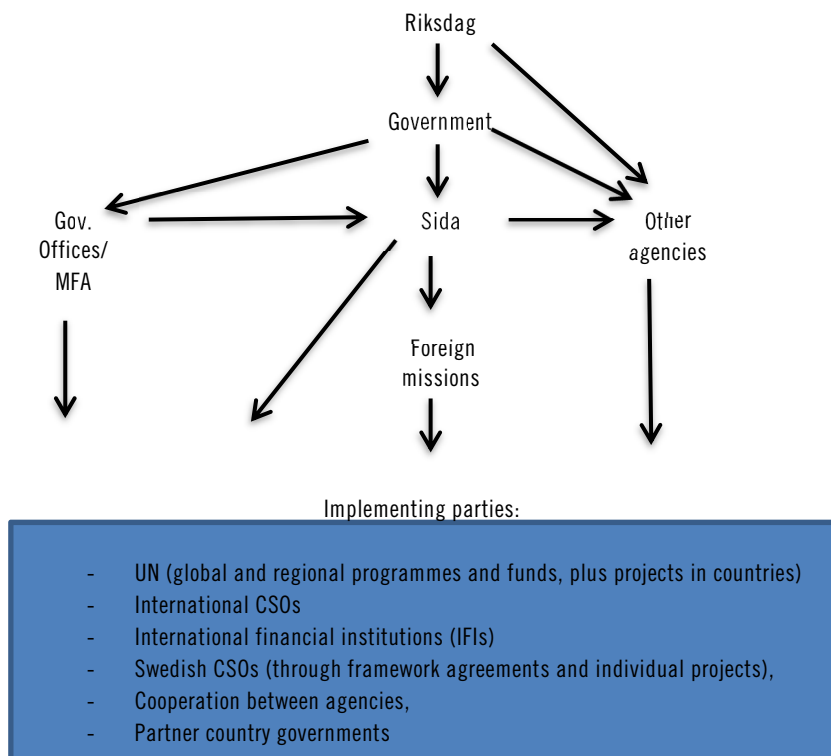 Riksdag
Government
Gov.
Offices/
MFA
Sida
Other
agencies
Foreign
missions
Implementing parties:
- UN (global and regional programmes and funds, plus projects in countries)
- International CSOs
- International financial institutions (IFIs)
- Swedish CSOs (through framework agreements and individual projects),
- Cooperation between agencies,
- Partner country governments